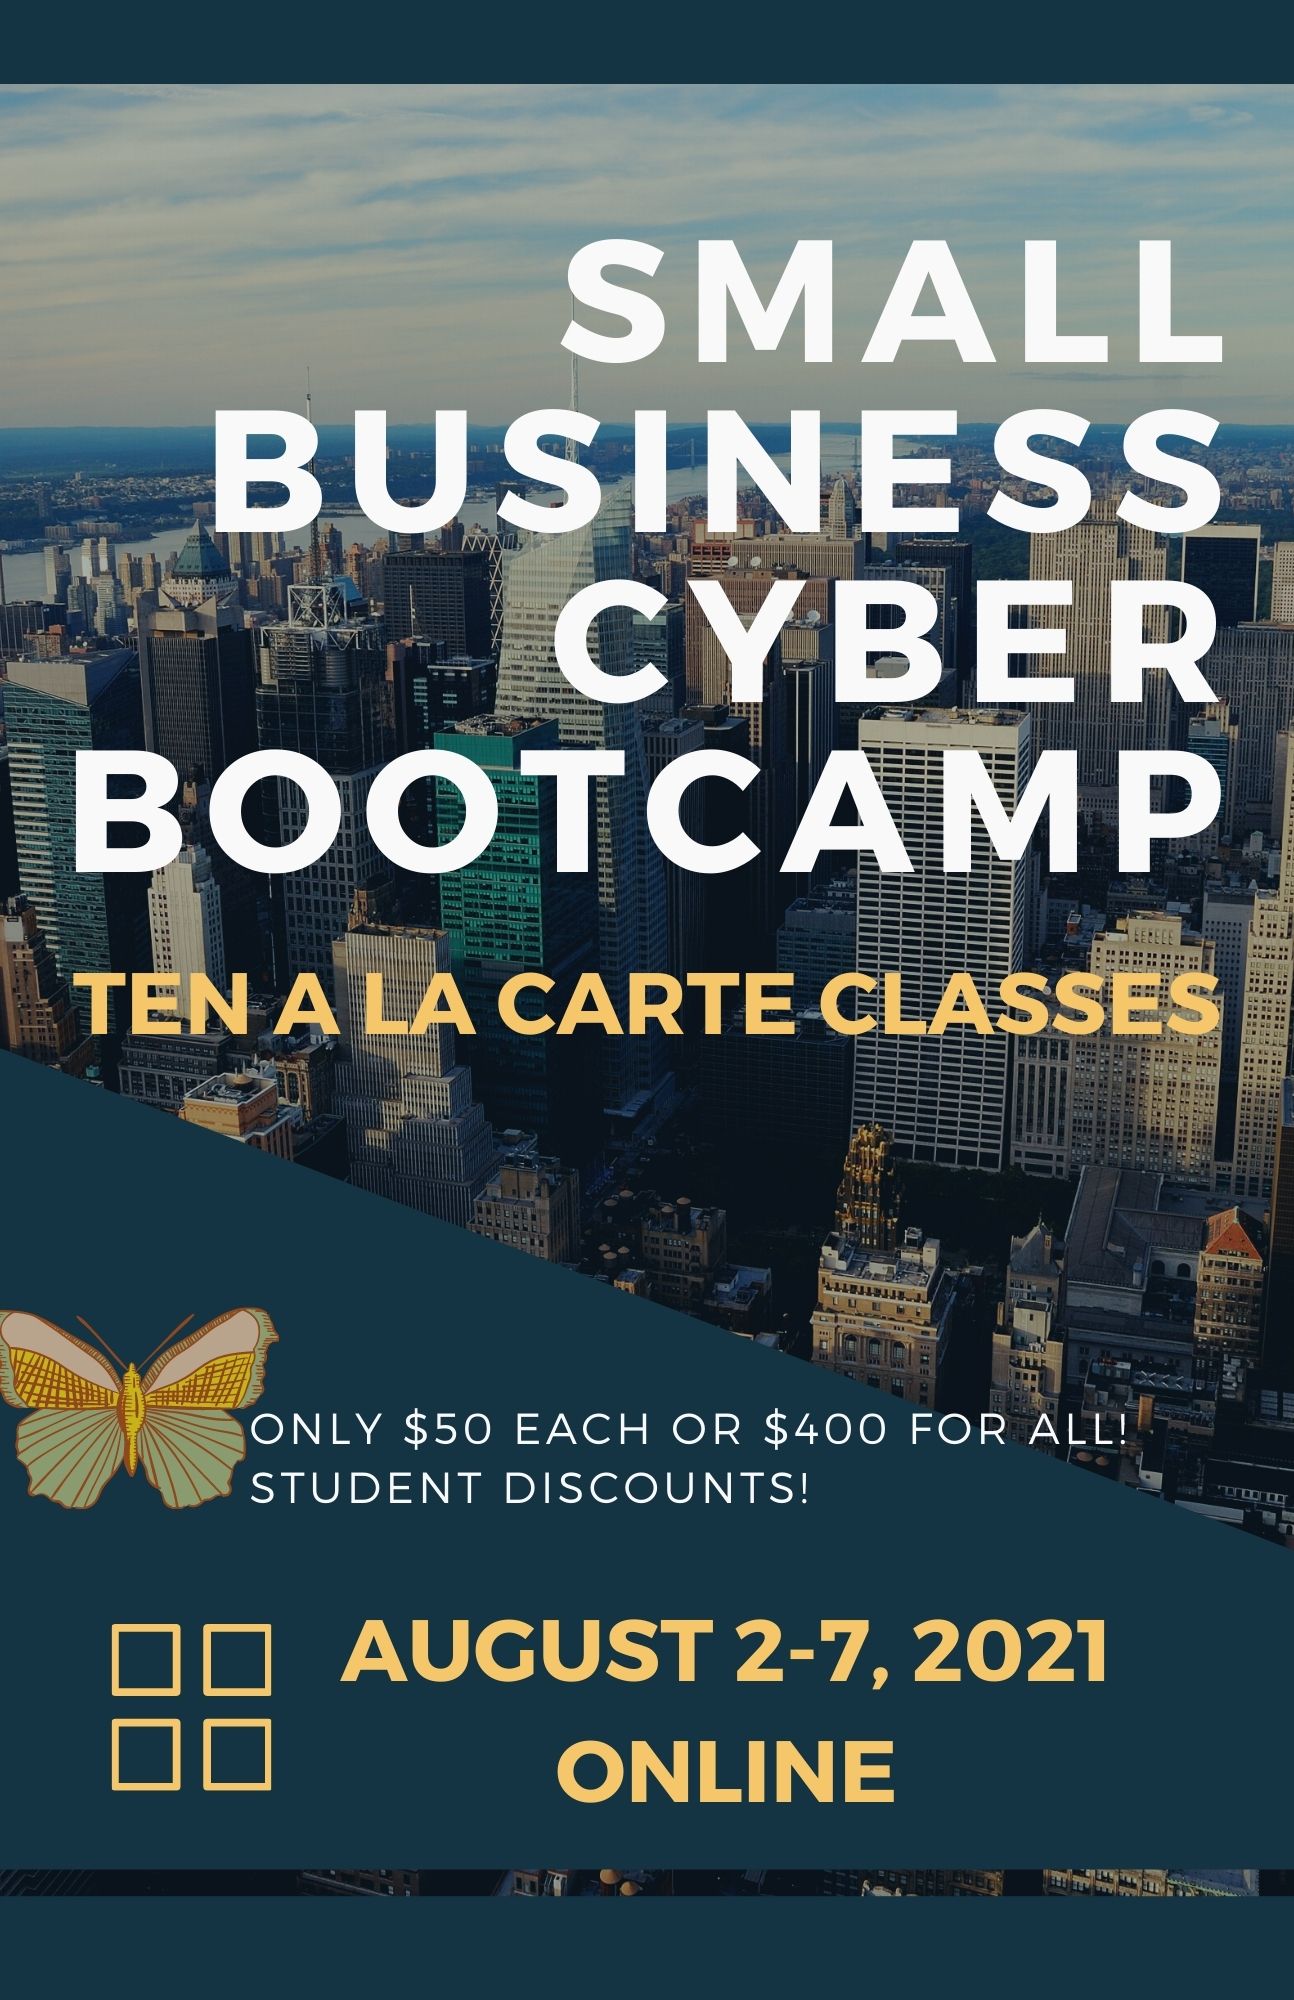 SMALL
BUSINESS
CYBER
BOOTCAMP
TEN A LA CARTE CLASSES
ONLY $50 EACH OR $400 FOR ALL!
STUDENT DISCOUNTS!
AUGUST 2-7, 2021
ONLINE